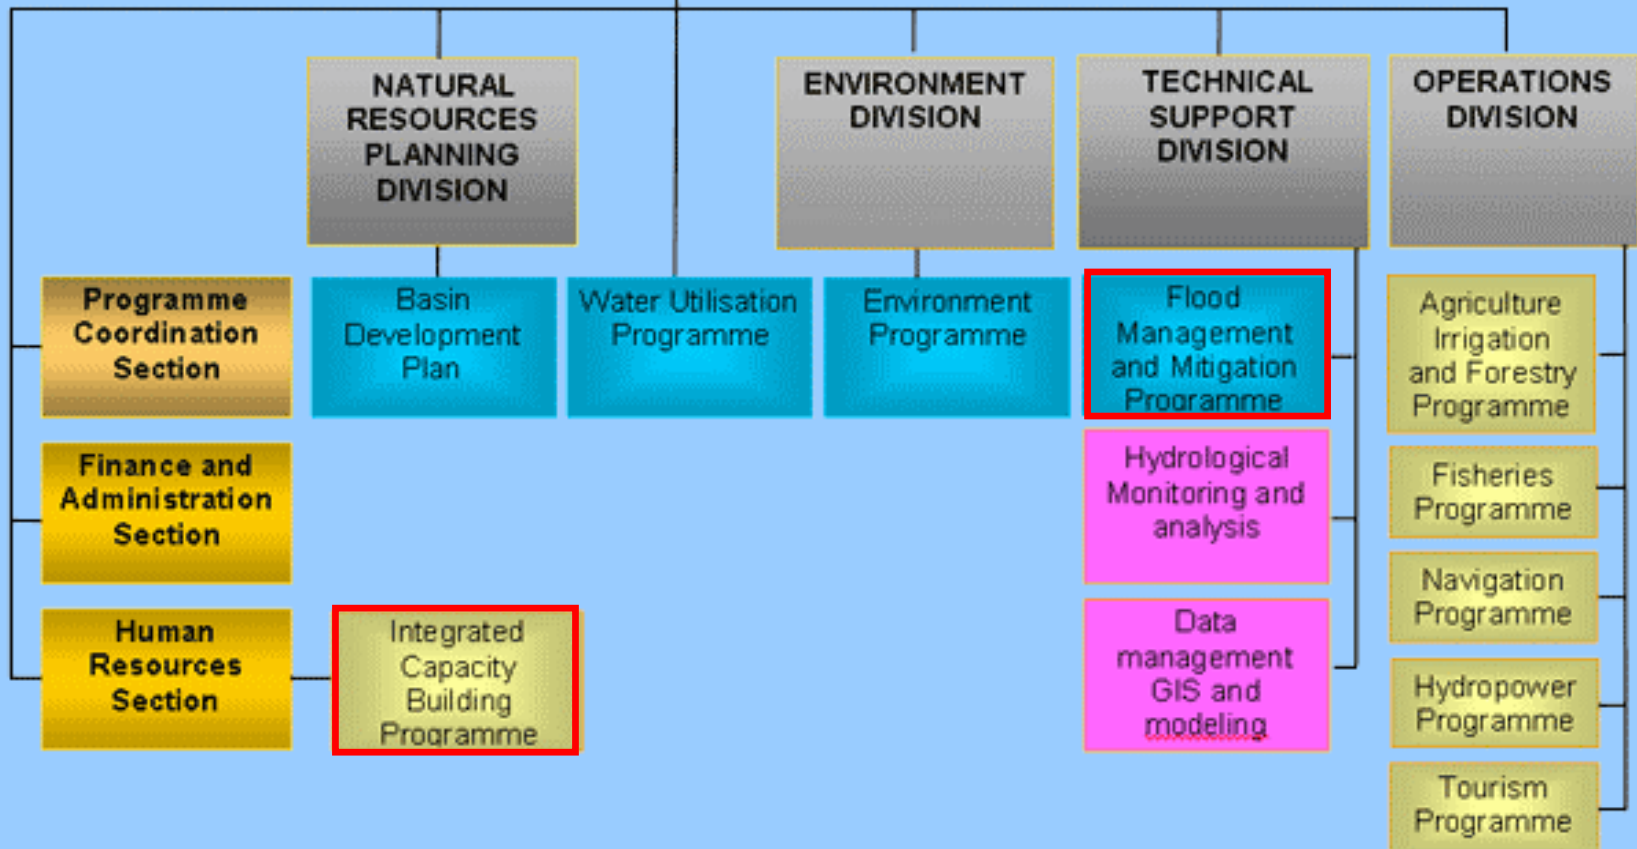 NATURAL
RESOURCES
PLANNING
DIVISION
ENVIRONMENT
DIVISION
TECHNICAL
SUPPORT
DIVISION
OPERATIONS
DIVISION
Programme
Coordination
Section
Basin
Development
Plan
Water Utilisation
Programme
Environment
Programme
Flood
Management
and Mitigation
Programme
Agriculture
Irrigation
and Forestry
Programme
Finance and
Administration
Section
Hydrological
Monitoring and
analysis
Fisheries
Programme
Navigation
Programme
Human
Resources
Section
Integrated
Capacity
Building
Programme
Data
management
GIS and
modeling
Hydropower
Programme
Tourism
Programme